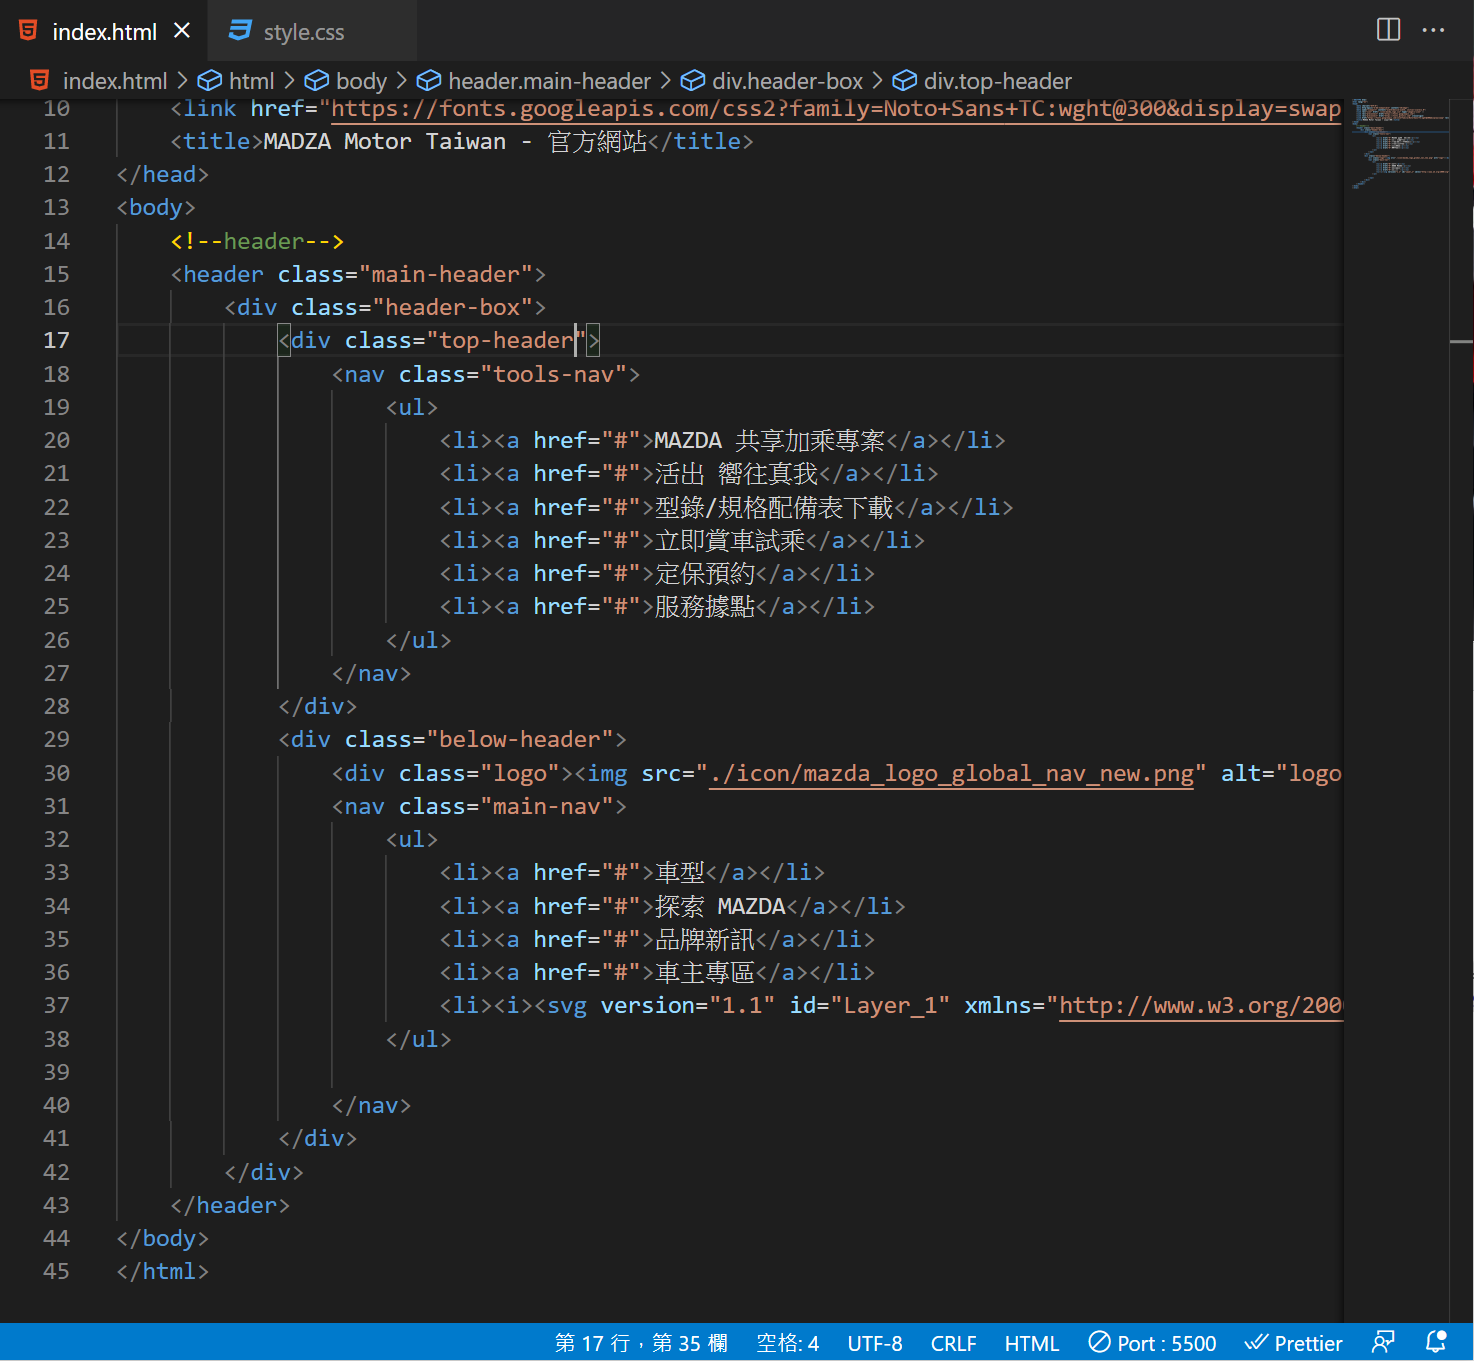 index.html
style.css
index.html > html > body > header.main-header > div.header-box > div.top-header
10 <link href="https://fonts.googleapis.com/css2?family=Noto+Sans+TC:wght@300&display=swap
11 <title>MADZA Motor Taiwan - 官方網站</title>
12 </head>
13 <body>
14 <!--header-->
15 <header class="main-header">
16 <div class="header-box">
17 <div class="top-header">
18 <nav class="tools-nav">
19 <ul>
20 <li><a href="#">MAZDA 共享加乘專案</a></li>
21 <li><a href="#">活出 嚮往真我</a></li>
22 <li><a href="#">型錄/規格配備表下載</a></li>
23 <li><a href="#">立即賞車試乘</a></li>
24 <li><a href="#">定保預約</a></li>
25 <li><a href="#">服務據點</a></li>
26 </ul>
27 </nav>
28 </div>
29 <div class="below-header">
30 <div class="logo"><img src="./icon/mazda_logo_global_nav_new.png" alt="logo
31 <nav class="main-nav">
32 <ul>
33 <li><a href="#">車型</a></li>
34 <li><a href="#">探索 MAZDA</a></li>
35 <li><a href="#">品牌新訊</a></li>
36 <li><a href="#">車主專區</a></li>
37 <li><i><svg version="1.1" id="Layer_1" xmlns="http://www.w3.org/200
38 </ul>
39
40 </nav>
41 </div>
42 </div>
43 </header>
44 </body>
45 </html>
第 17 行，第 35 欄 空格: 4 UTF-8 CRLF HTML Port : 5500 Prettier